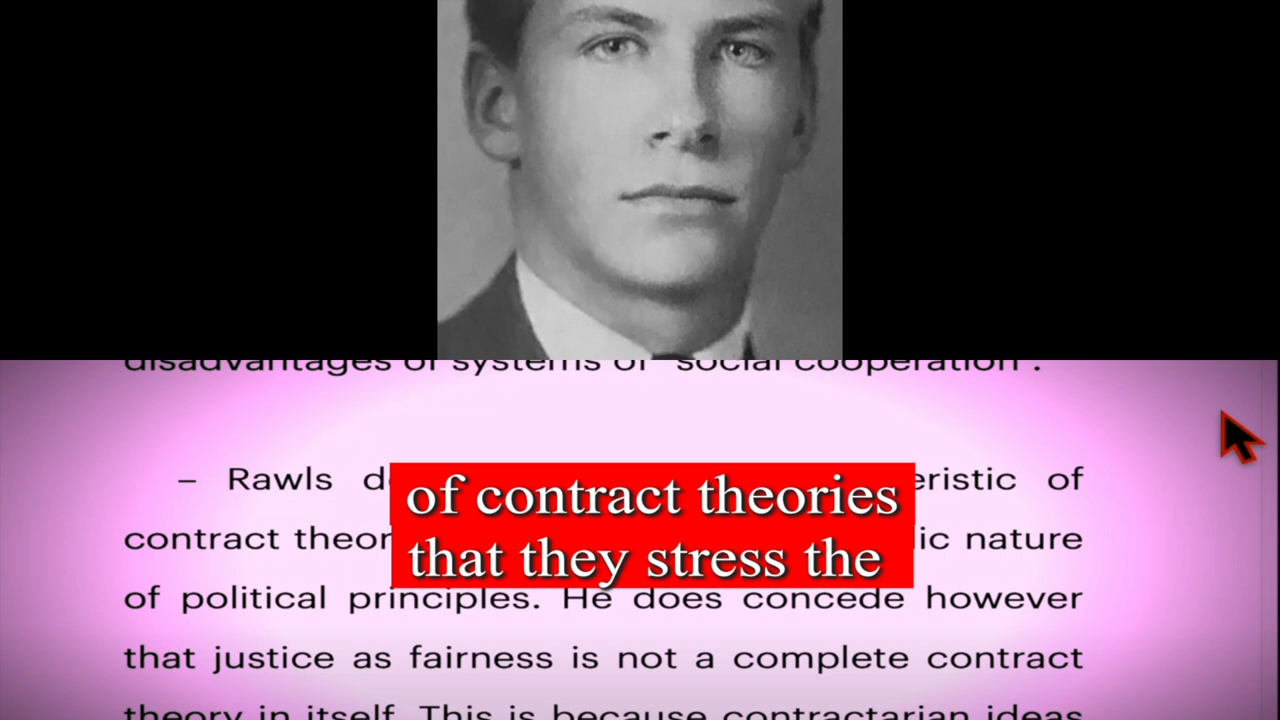 disadvantages of systems of "social cooperation".
– Rawls eristic of
of contract theories
contract that they stress the nature
of political principles. He does concede however
that justice as fairness is not a complete contract
theory in itself. This is because contractarian ideas